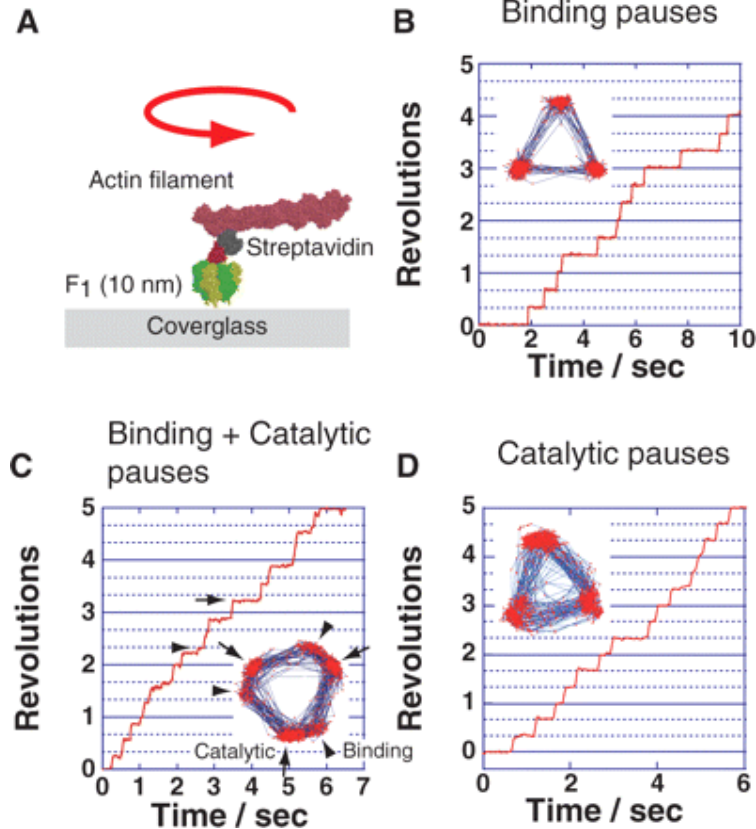 A
Actin filament
Streptavidin
F1 (10 nm)
Coverglass
B
Binding pauses
Revolutions
5
4
3
2
1
0
0 2 4 6 8 10
Time / sec
C
Binding + Catalytic
pauses
Revolutions
5
4
3
2
1
0
Catalytic
Binding
0 1 2 3 4 5 6 7
Time / sec
D
Catalytic pauses
Revolutions
5
4
3
2
1
0
0 2 4 6
Time / sec